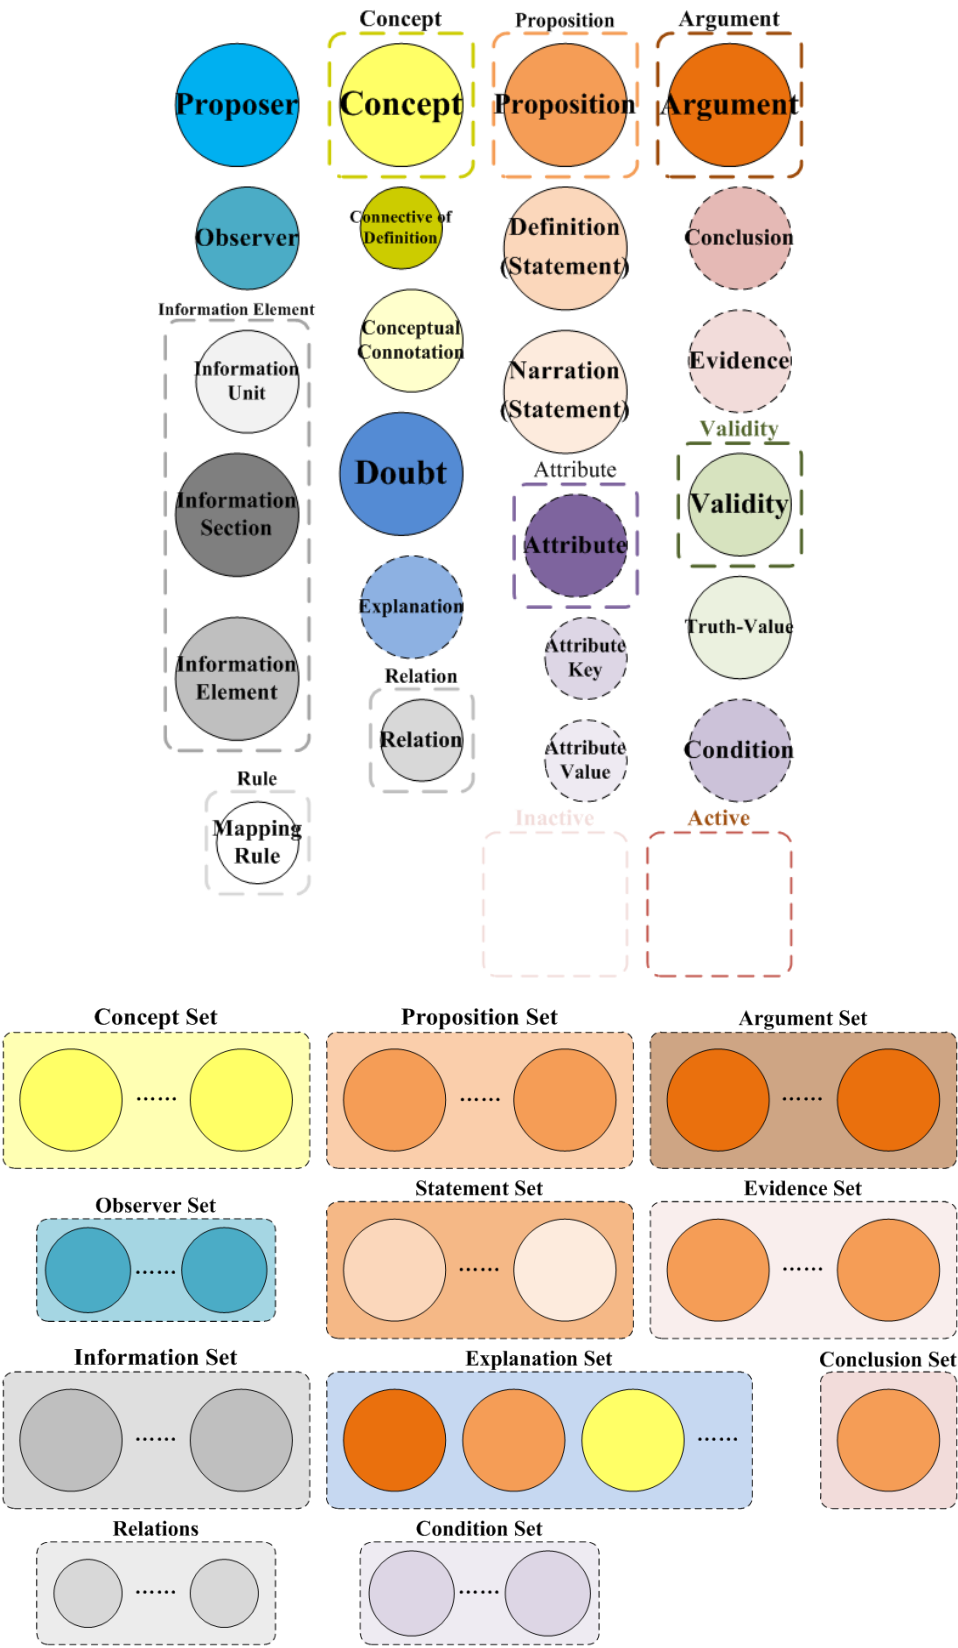 Concept
Proposition
Argument
Proposer
Concept
Proposition
Argument
Observer
Connective of
Definition
Definition
(Statement)
Conclusion
Information Element
Information
Unit
Conceptual
Connotation
Narration
(Statement)
Evidence
Validity
Information
Section
Doubt
Attribute
Attribute
Validity
Explanation
Attribute
Key
Truth-Value
Information
Element
Relation
Relation
Attribute
Value
Condition
Rule
Mapping
Rule
Inactive
Active
Concept Set
Proposition Set
Argument Set
......
......
......
Observer Set
Statement Set
Evidence Set
......
......
......
Information Set
Explanation Set
Conclusion Set
......
......
Relations
Condition Set
......
......